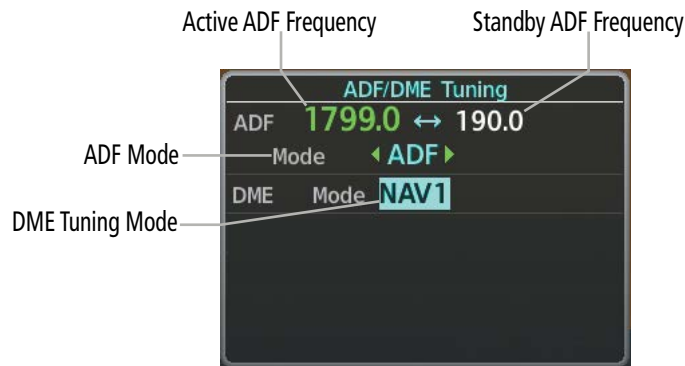 Active ADF Frequency
Standby ADF Frequency
ADF/DME Tuning
ADF 1799.0 ↔ 190.0
ADF Mode
Mode ADF
DME Mode NAV1
DME Tuning Mode